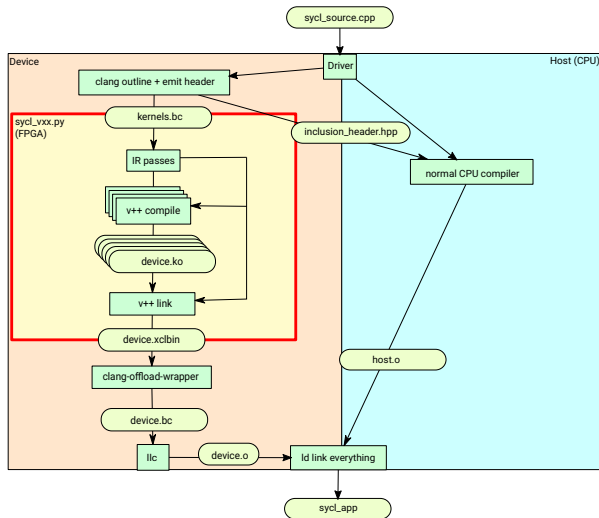 sycl_source.cpp
Device
Host (CPU)
Driver
clang outline + emit header
kernels.bc
sycl_vxx.py
(FPGA)
inclusion_header.hpp
IR passes
normal CPU compiler
v++ compile
device.ko
v++ link
device.xclbin
host.o
clang-offload-wrapper
device.bc
llc
device.o
ld link everything
sycl_app